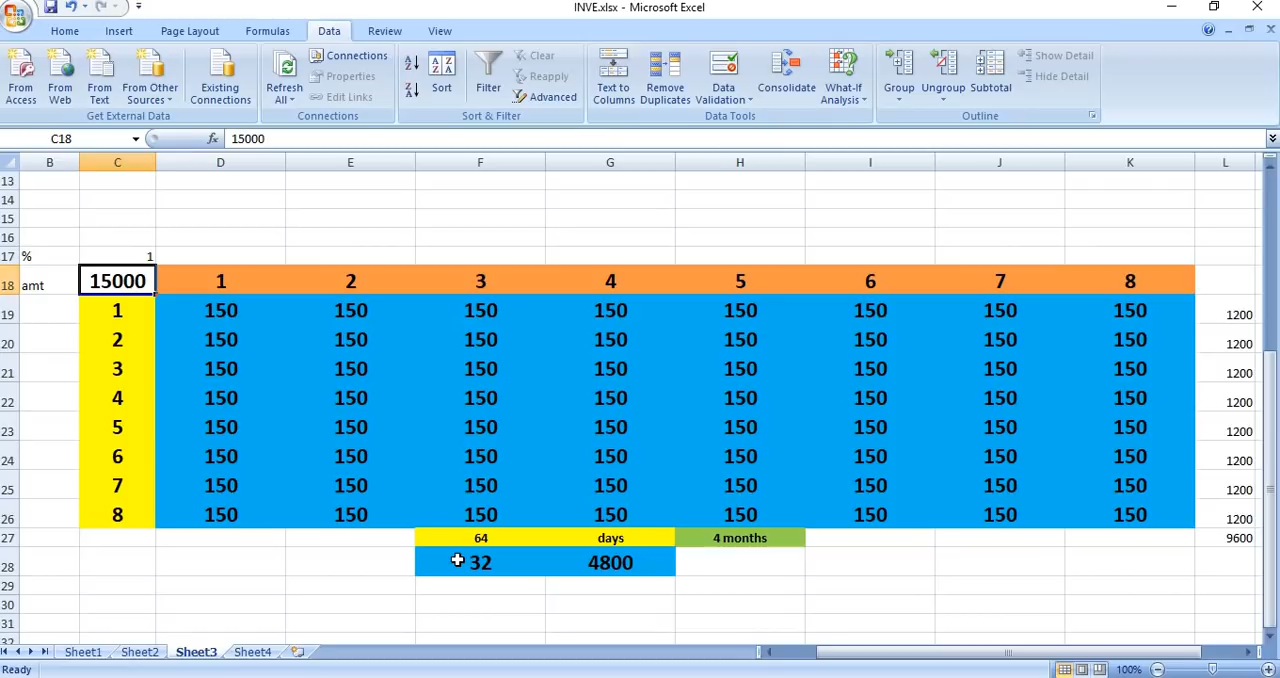 INVE.xlsx - Microsoft Excel
Home Insert Page Layout Formulas Data Review View
From Access
From Web
From Text
From Other Sources
Existing Connections
Get External Data
Refresh All
Connections
Properties
Edit Links
Connections
Sort
Filter
Clear
Reapply
Advanced
Sort & Filter
Text to Columns
Remove Duplicates
Data Validation
Consolidate
What-If Analysis
Data Tools
Group
Ungroup
Subtotal
Show Detail
Hide Detail
Outline
C18 fx 15000
B C D E F G H I J K L
13
14
15
16
17 % 1
18 amt 15000 1 2 3 4 5 6 7 8
19 1 150 150 150 150 150 150 150 150 1200
20 2 150 150 150 150 150 150 150 150 1200
21 3 150 150 150 150 150 150 150 150 1200
22 4 150 150 150 150 150 150 150 150 1200
23 5 150 150 150 150 150 150 150 150 1200
24 6 150 150 150 150 150 150 150 150 1200
25 7 150 150 150 150 150 150 150 150 1200
26 8 150 150 150 150 150 150 150 150 1200
27 64 days 4 months 9600
28 32 4800
29
30
31
32
Sheet1 Sheet2 Sheet3 Sheet4
Ready 100%